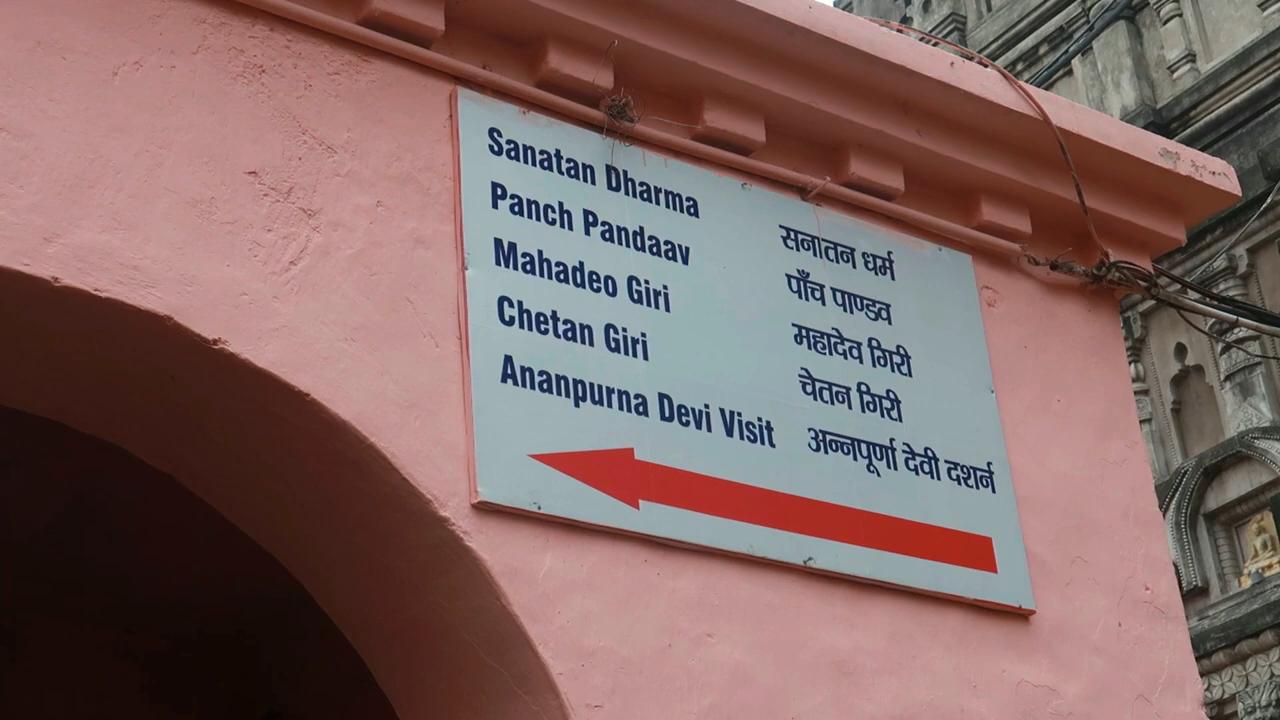 Sanatan Dharma
Panch Pandaav
Mahadeo Giri
Chetan Giri
Ananpurna Devi Visit
सनातन धर्म
पाँच पाण्डव
महादेव गिरी
चेतन गिरी
अन्नपूर्णा देवी दर्शन